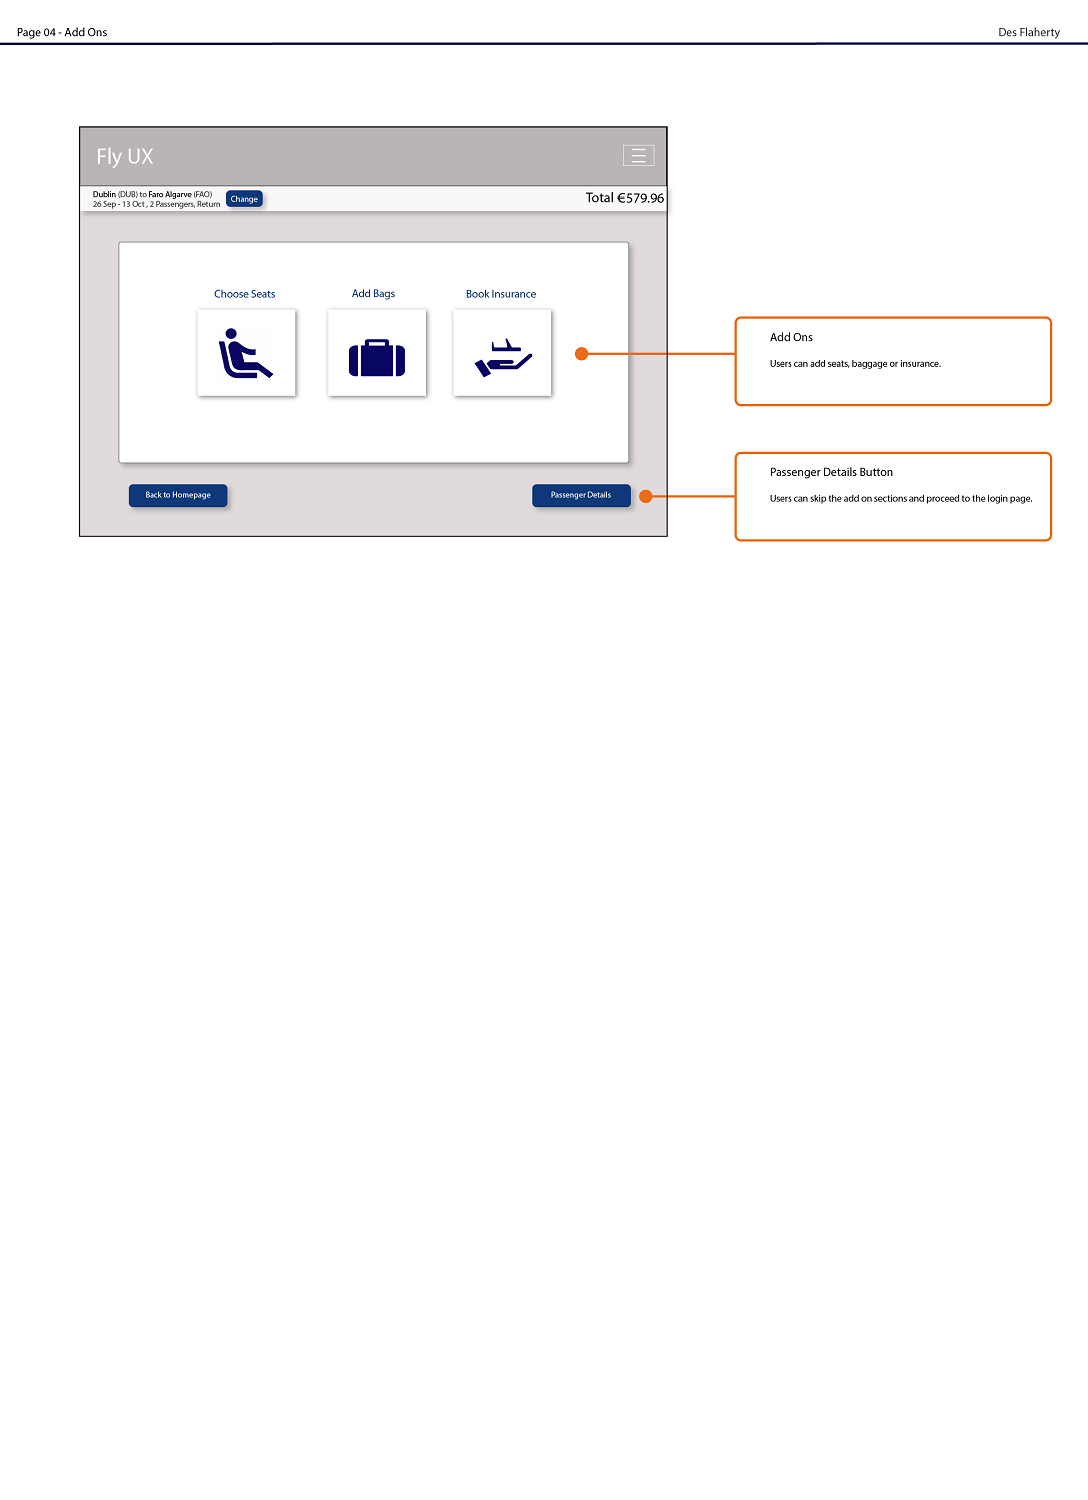 Page 04 - Add Ons
Des Flaherty
Fly UX
Dublin (DUB) to Faro Algarve (FAO)
26 Sep - 13 Oct , 2 Passengers, Return
Change
Total €579.96
Choose Seats
Add Bags
Book Insurance
Add Ons
Users can add seats, baggage or insurance.
Back to Homepage
Passenger Details
Passenger Details Button
Users can skip the add on sections and proceed to the login page.